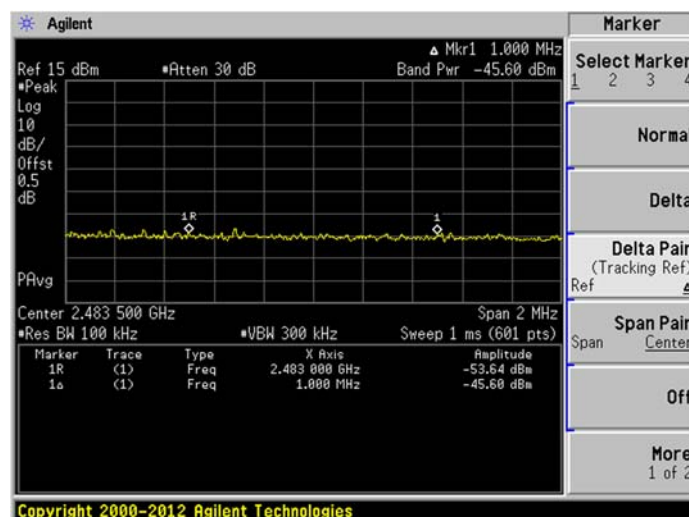 Agilent
Marker
Δ Mkr1 1.000 MHz
Ref 15 dBm #Atten 30 dB Band Pwr -45.60 dBm
#Peak
Log
10
dB/
Offst
0.5
dB
1R
1
PAvg
Center 2.483 500 GHz Span 2 MHz
#Res BW 100 kHz #VBW 300 kHz Sweep 1 ms (601 pts)
Marker Trace Type X Axis Amplitude
1R (1) Freq 2.483 000 GHz -53.64 dBm
1Δ (1) Freq 1.000 MHz -45.60 dBm
Select Marker
1 2 3 4
Norma
Delta
Delta Pair
(Tracking Ref)
Ref Δ
Span Pair
Span Center
Off
More
1 of 2
Copyright 2000-2012 Agilent Technologies